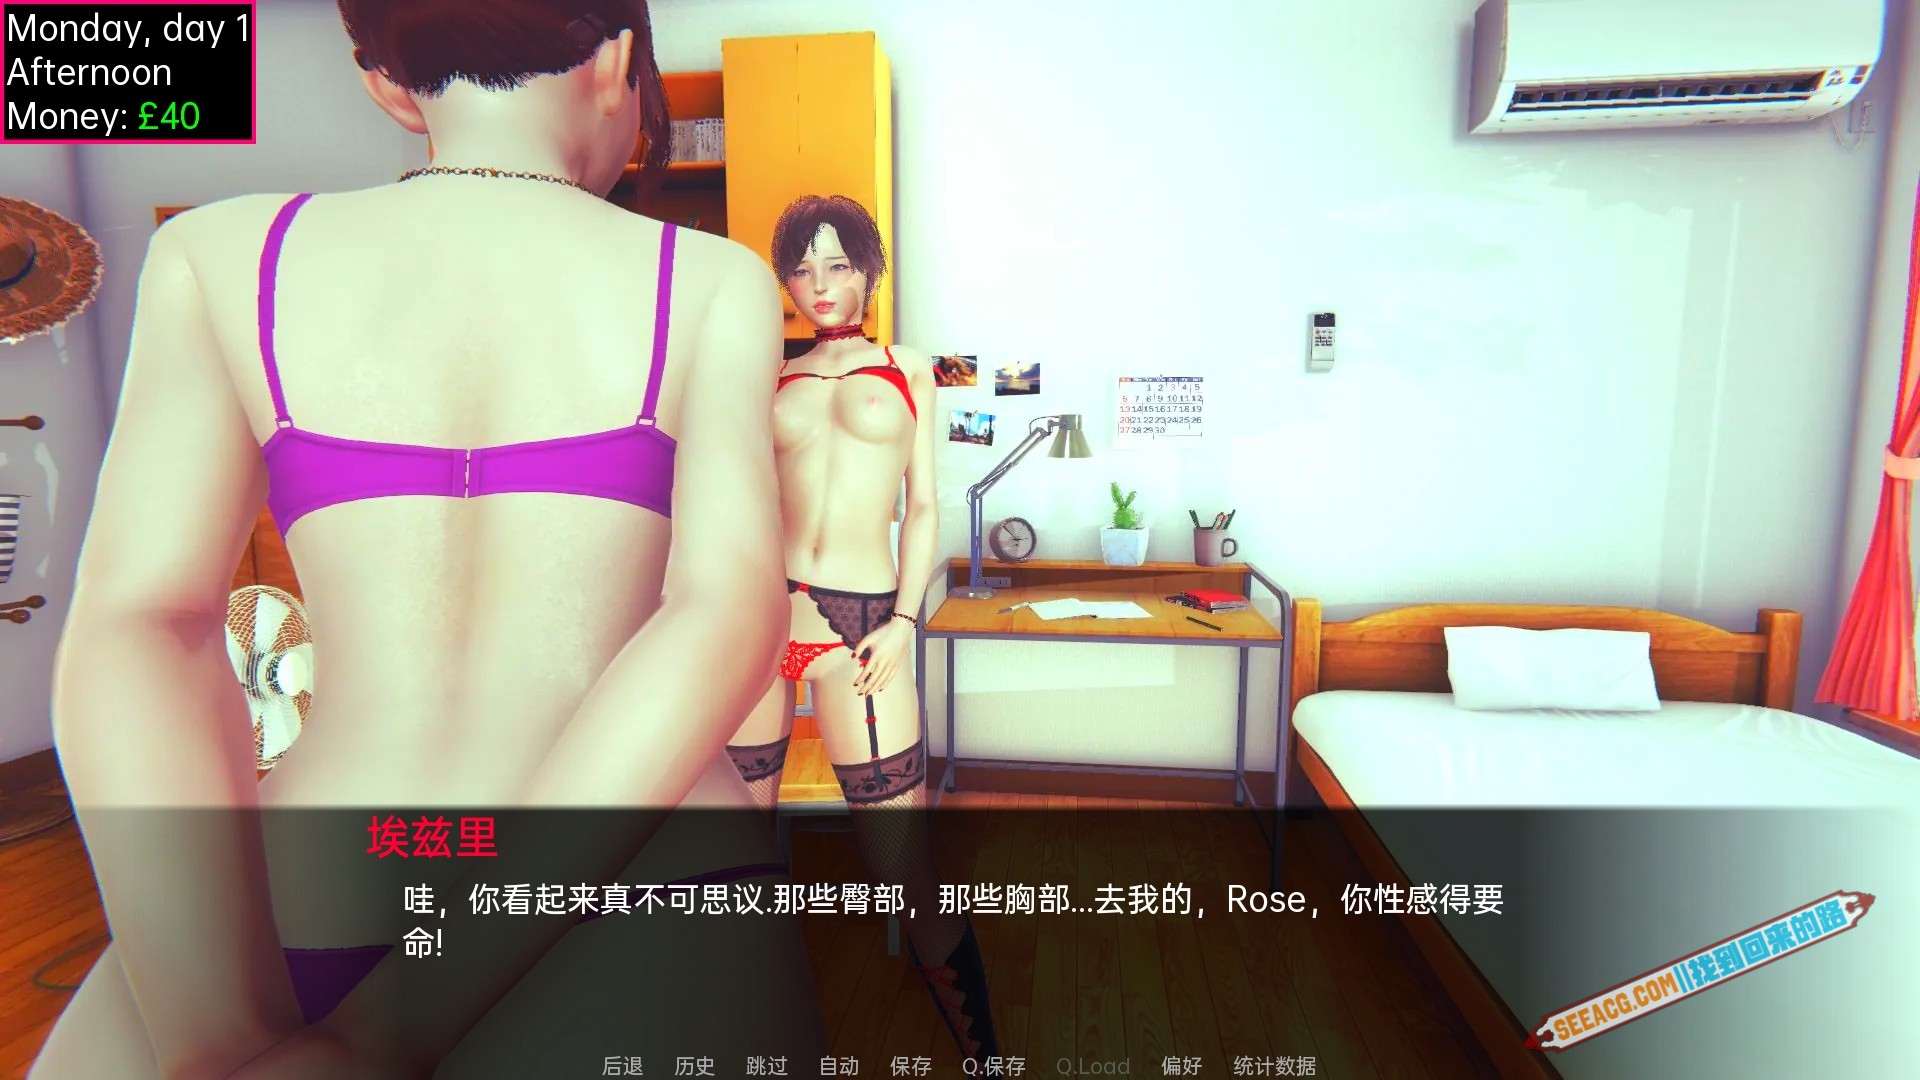 Monday, day 1
Afternoon
Money: £40
埃兹里
哇，你看起来真不可思议.那些臀部，那些胸部...去我的，Rose，你性感得要
命!
SEEACG.COM||找到回来的路
后退 历史 跳过 自动 保存 Q.保存 Q.Load 偏好 统计数据